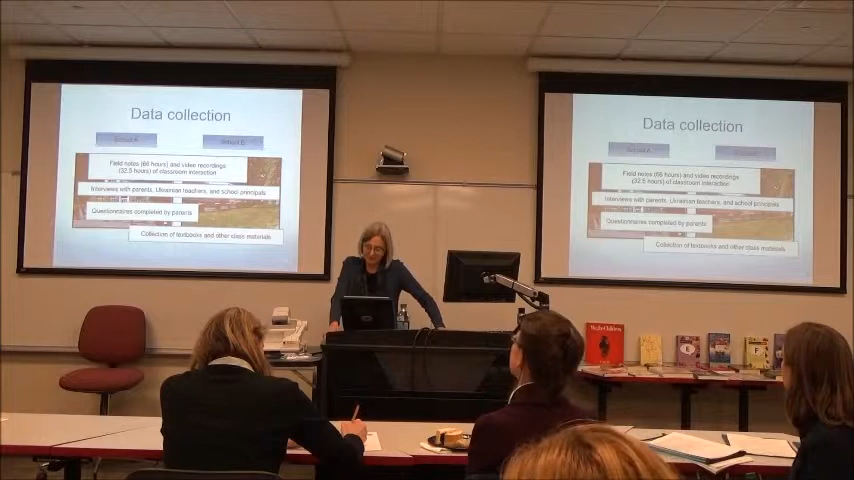 Data collection
School A
School B
Field notes (66 hours) and video recordings
(32.5 hours) of classroom interaction
Interviews with parents, Ukrainian teachers, and school principals
Questionnaires completed by parents
Collection of textbooks and other class materials
Data collection
School A
Field notes (66 hours) and video recordings
(32.5 hours) of classroom interaction
Interviews with parents, Ukrainian teachers, and school principals
Questionnaires completed by parents
Collection of textbooks and other class materials
E
F